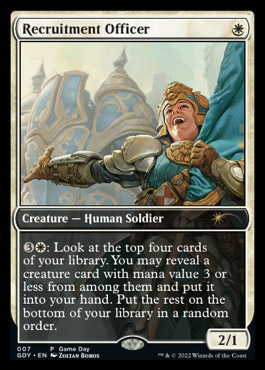 Recruitment Officer
Creature — Human Soldier
3: Look at the top four cards
of your library. You may reveal a
creature card with mana value 3 or
less from among them and put it
into your hand. Put the rest on the
bottom of your library in a random
order.
2/1
007 P Game Day
GDY • EN Zoltan Boros
™ & © 2022 Wizards of the Coast